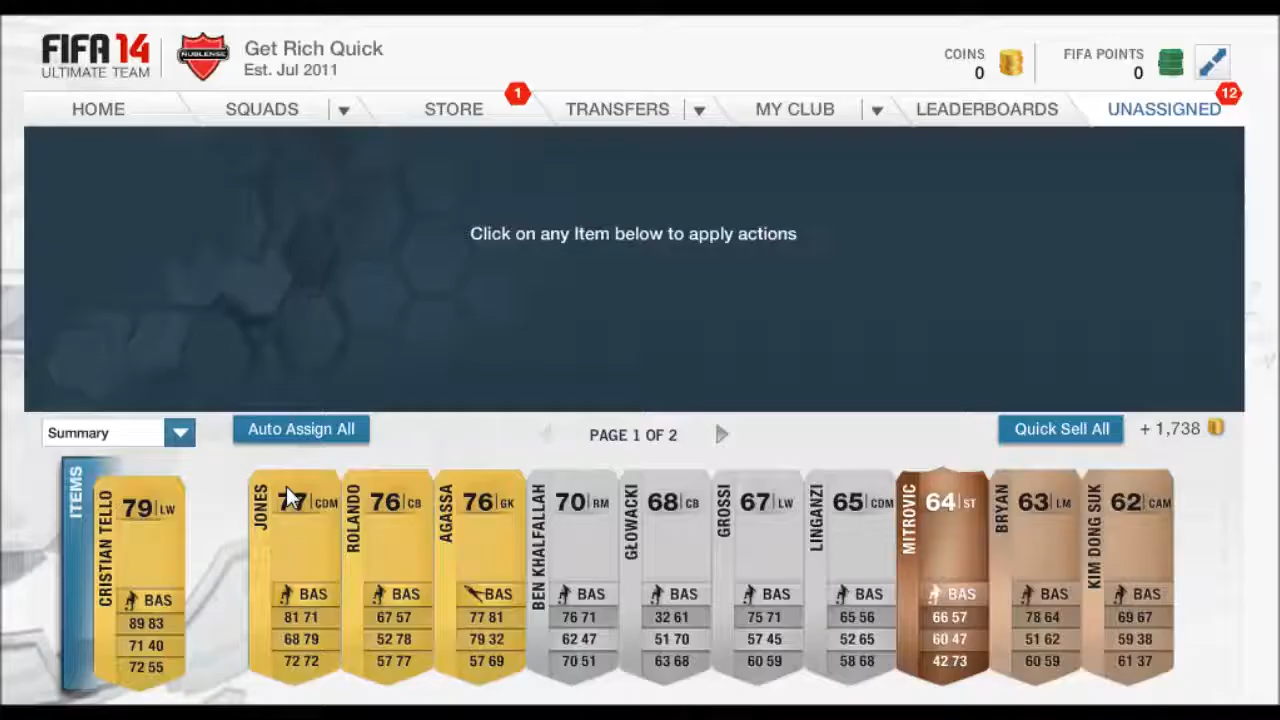 FIFA 14
ULTIMATE TEAM
NUBLENSE
Get Rich Quick
Est. Jul 2011
COINS
0
FIFA POINTS
0
HOME
SQUADS
STORE
1
TRANSFERS
MY CLUB
LEADERBOARDS
UNASSIGNED
12
Click on any Item below to apply actions
Summary
Auto Assign All
PAGE 1 OF 2
Quick Sell All
+ 1,738
ITEMS
CRISTIAN TELLO
79 LW
BAS
89 83
71 40
72 55
JONES
77 CDM
BAS
81 71
68 79
72 72
ROLANDO
76 CB
BAS
67 57
52 78
57 77
AGASSA
76 GK
BAS
77 81
79 32
57 69
BEN KHALFALLAH
70 RM
BAS
76 71
62 47
70 51
GŁOWACKI
68 CB
BAS
32 61
51 70
63 68
GROSSI
67 LW
BAS
75 71
57 45
60 59
LINGANZI
65 CDM
BAS
65 56
52 65
58 68
MITROVIC
64 ST
BAS
66 57
60 47
42 73
BRYAN
63 LM
BAS
78 64
51 62
60 59
KIM DONG SUK
62 CAM
BAS
69 67
59 38
61 37